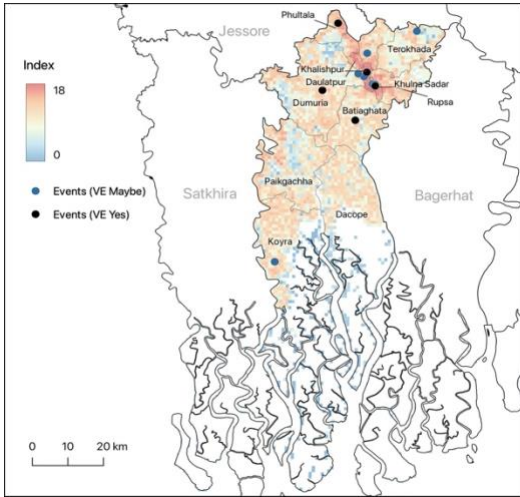 Jessore
Phultala
Terokhada
Index
18
0
Khalishpur
Daulatpur
Khulna Sadar
Dumuria
Rupsa
Batiaghata
Events (VE Maybe)
Events (VE Yes)
Satkhira
Paikgachha
Bagerhat
Dacope
Koyra
0 10 20 km